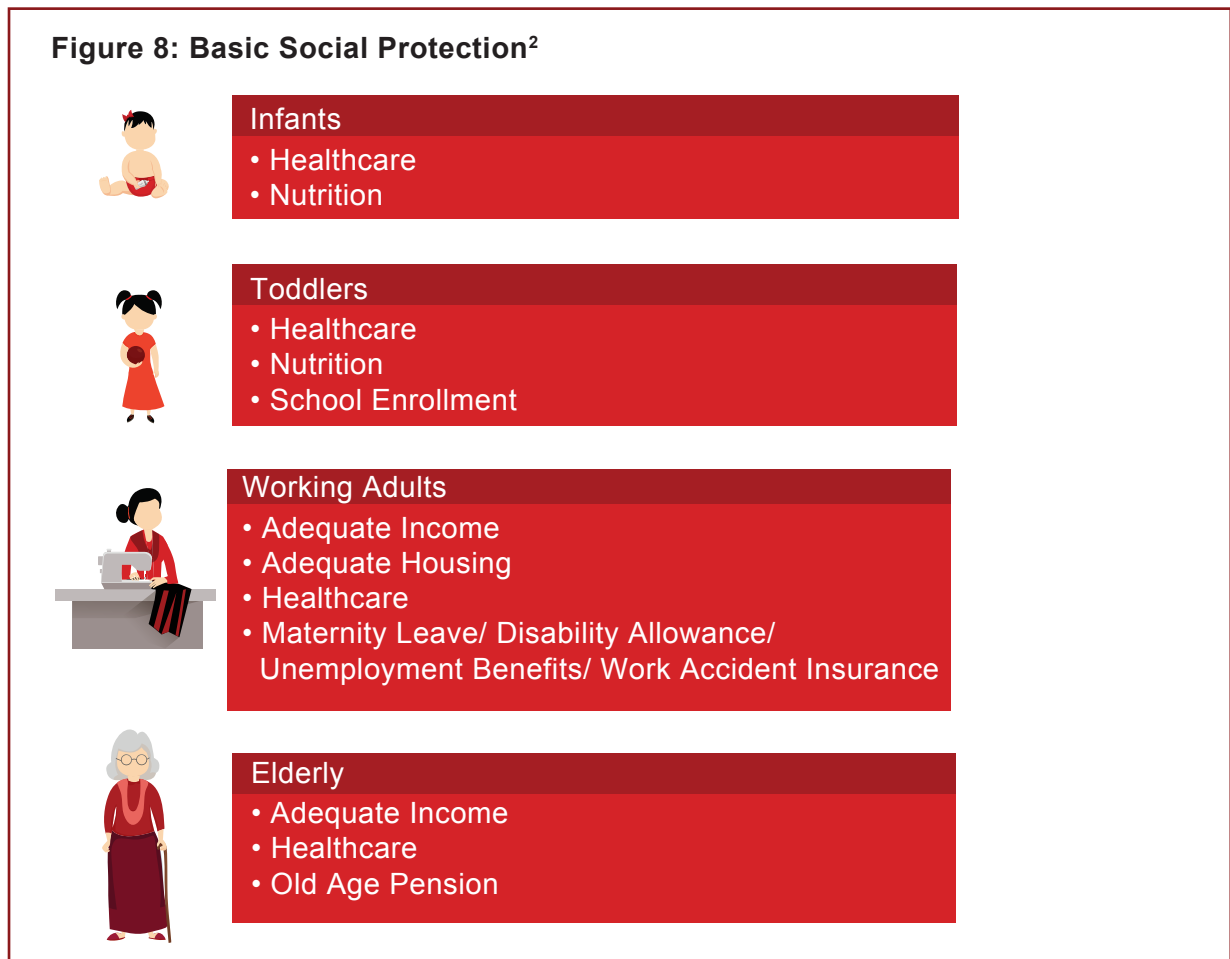 Figure 8: Basic Social Protection²
Infants
• Healthcare
• Nutrition
Toddlers
• Healthcare
• Nutrition
• School Enrollment
Working Adults
• Adequate Income
• Adequate Housing
• Healthcare
• Maternity Leave/ Disability Allowance/
Unemployment Benefits/ Work Accident Insurance
Elderly
• Adequate Income
• Healthcare
• Old Age Pension